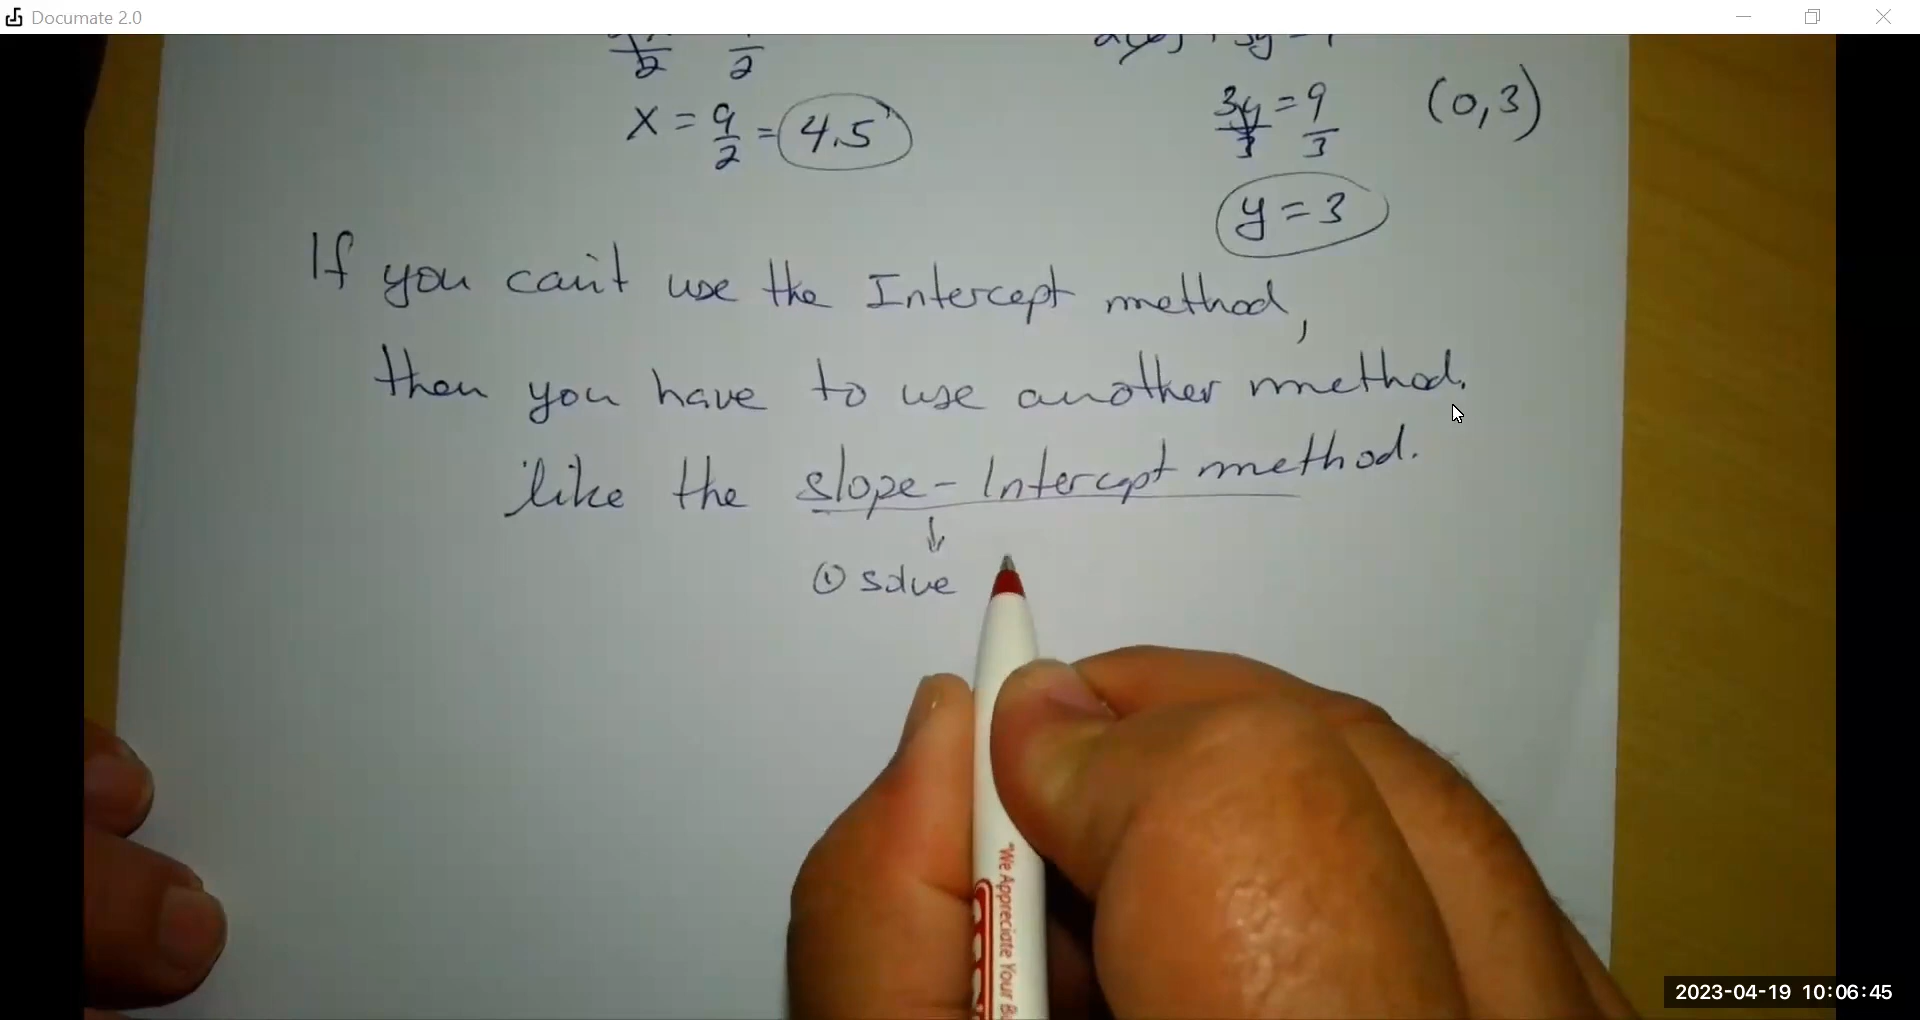 Documate 2.0
2
2
x = 9/2 = 4.5
3y = 9
3 3
(0,3)
y = 3
If you can't use the Intercept method,
then you have to use another method.
like the slope-Intercept method.
↓
① solve
"We Appreciate Your B
2023-04-19 10:06:45